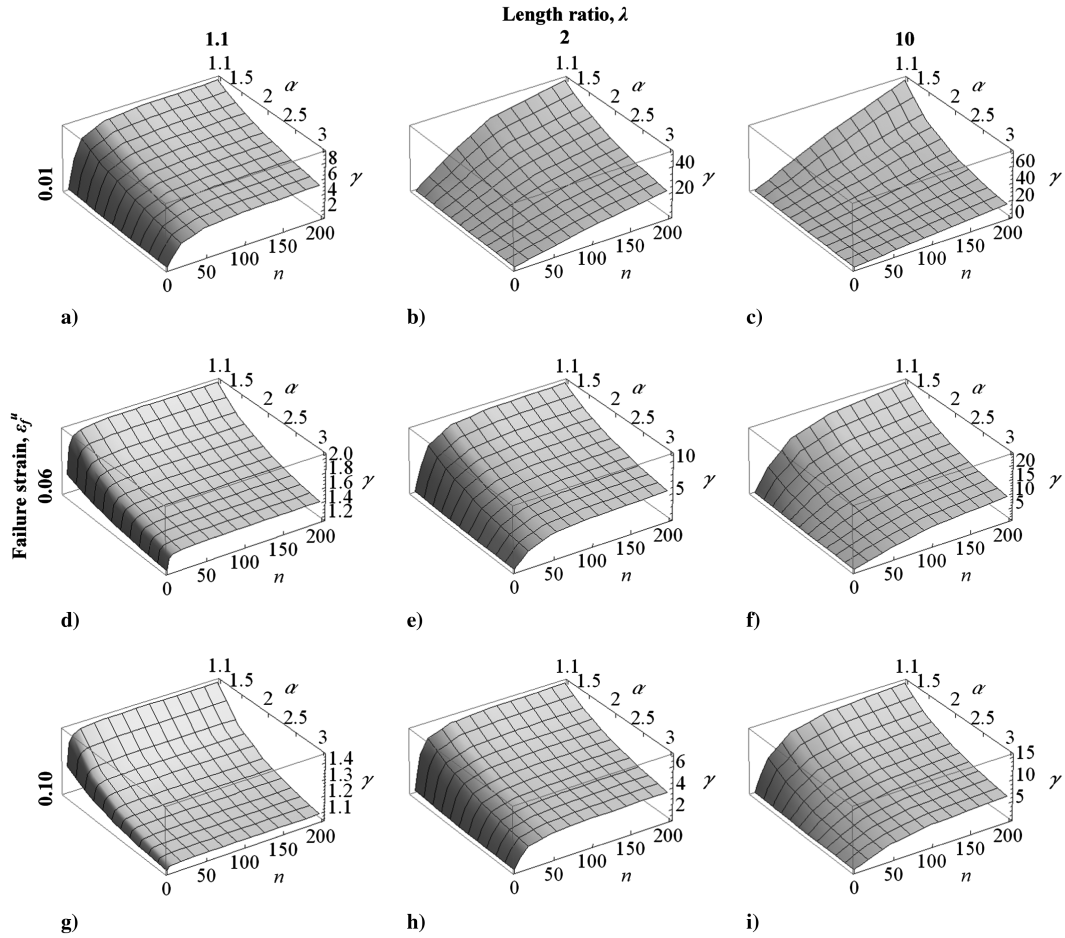 Length ratio, λ
1.1 2 10
Failure strain, εfᵘ
0.01
1.1 1.5 2 2.5 3 α
8 6 4 2 γ
0 50 100 150 200 n
a)
1.1 1.5 2 2.5 3 α
40 20 γ
0 50 100 150 200 n
b)
1.1 1.5 2 2.5 3 α
60 40 20 0 γ
0 50 100 150 200 n
c)
0.06
1.1 1.5 2 2.5 3 α
2.0 1.8 1.6 1.4 1.2 γ
0 50 100 150 200 n
d)
1.1 1.5 2 2.5 3 α
10 5 γ
0 50 100 150 200 n
e)
1.1 1.5 2 2.5 3 α
20 15 10 5 γ
0 50 100 150 200 n
f)
0.10
1.1 1.5 2 2.5 3 α
1.4 1.3 1.2 1.1 γ
0 50 100 150 200 n
g)
1.1 1.5 2 2.5 3 α
6 4 2 γ
0 50 100 150 200 n
h)
1.1 1.5 2 2.5 3 α
15 10 5 γ
0 50 100 150 200 n
i)